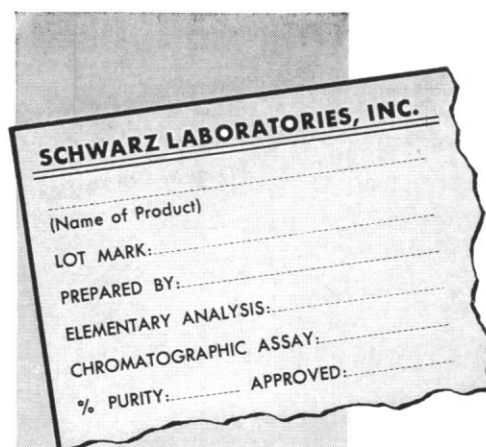 SCHWARZ LABORATORIES, INC.
(Name of Product)
LOT MARK:
PREPARED BY:
ELEMENTARY ANALYSIS:
CHROMATOGRAPHIC ASSAY:
% PURITY: APPROVED: